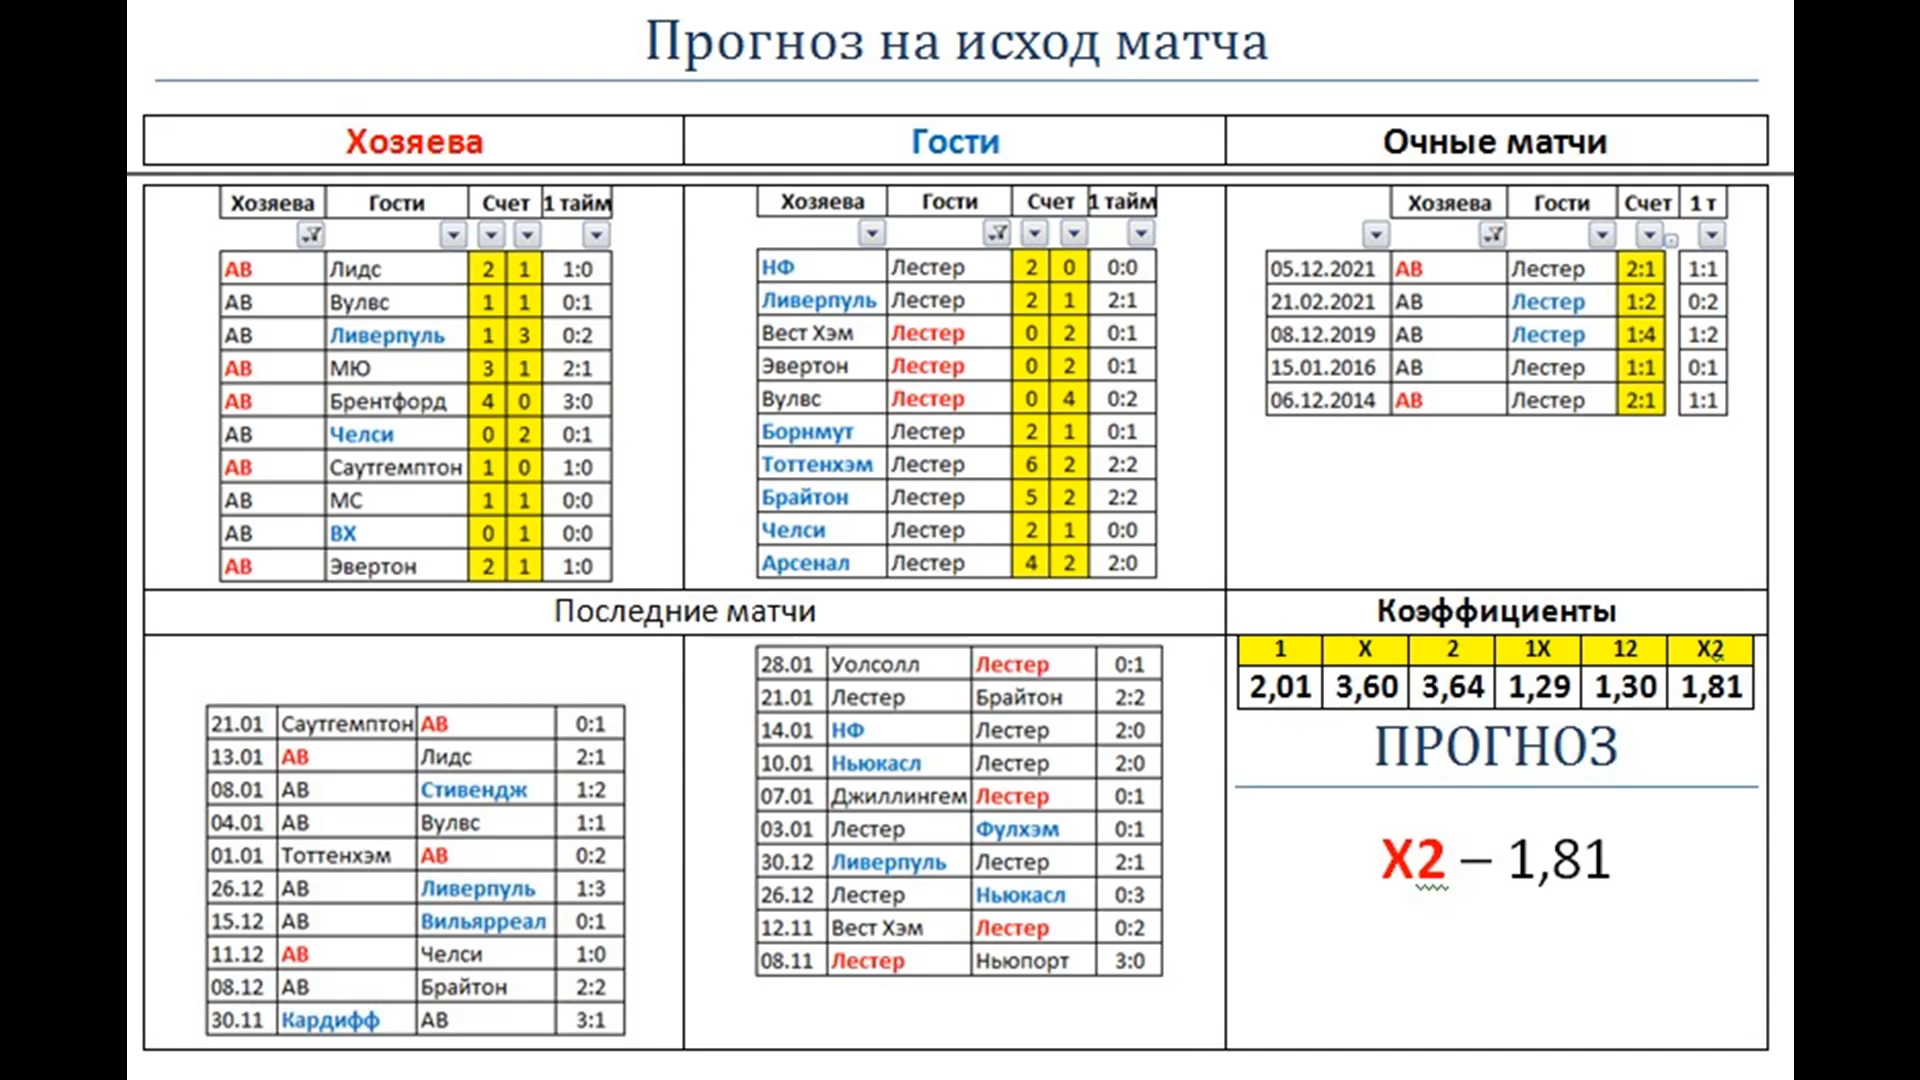 Прогноз на исход матча
Хозяева Гости Очные матчи
Хозяева Гости Счет 1 тайм
АВ Лидс 2 1 1:0
АВ Вулвс 1 1 0:1
АВ Ливерпуль 1 3 0:2
АВ МЮ 3 1 2:1
АВ Брентфорд 4 0 3:0
АВ Челси 0 2 0:1
АВ Саутгемптон 1 0 1:0
АВ МС 1 1 0:0
АВ ВХ 0 1 0:0
АВ Эвертон 2 1 1:0
Хозяева Гости Счет 1 тайм
НФ Лестер 2 0 0:0
Ливерпуль Лестер 2 1 2:1
Вест Хэм Лестер 0 2 0:1
Эвертон Лестер 0 2 0:1
Вулвс Лестер 0 4 0:2
Борнмут Лестер 2 1 0:1
Тоттенхэм Лестер 6 2 2:2
Брайтон Лестер 5 2 2:2
Челси Лестер 2 1 0:0
Арсенал Лестер 4 2 2:0
Хозяева Гости Счет 1 т
05.12.2021 АВ Лестер 2:1 1:1
21.02.2021 АВ Лестер 1:2 0:2
08.12.2019 АВ Лестер 1:4 1:2
15.01.2016 АВ Лестер 1:1 0:1
06.12.2014 АВ Лестер 2:1 1:1
Последние матчи
21.01 Саутгемптон АВ 0:1
13.01 АВ Лидс 2:1
08.01 АВ Стивендж 1:2
04.01 АВ Вулвс 1:1
01.01 Тоттенхэм АВ 0:2
26.12 АВ Ливерпуль 1:3
15.12 АВ Вильярреал 0:1
11.12 АВ Челси 1:0
08.12 АВ Брайтон 2:2
30.11 Кардифф АВ 3:1
28.01 Уолсолл Лестер 0:1
21.01 Лестер Брайтон 2:2
14.01 НФ Лестер 2:0
10.01 Ньюкасл Лестер 2:0
07.01 Джиллингем Лестер 0:1
03.01 Лестер Фулхэм 0:1
30.12 Ливерпуль Лестер 2:1
26.12 Лестер Ньюкасл 0:3
12.11 Вест Хэм Лестер 0:2
08.11 Лестер Ньюпорт 3:0
Коэффициенты
1 X 2 1X 12 X2
2,01 3,60 3,64 1,29 1,30 1,81
ПРОГНОЗ
X2 – 1,81